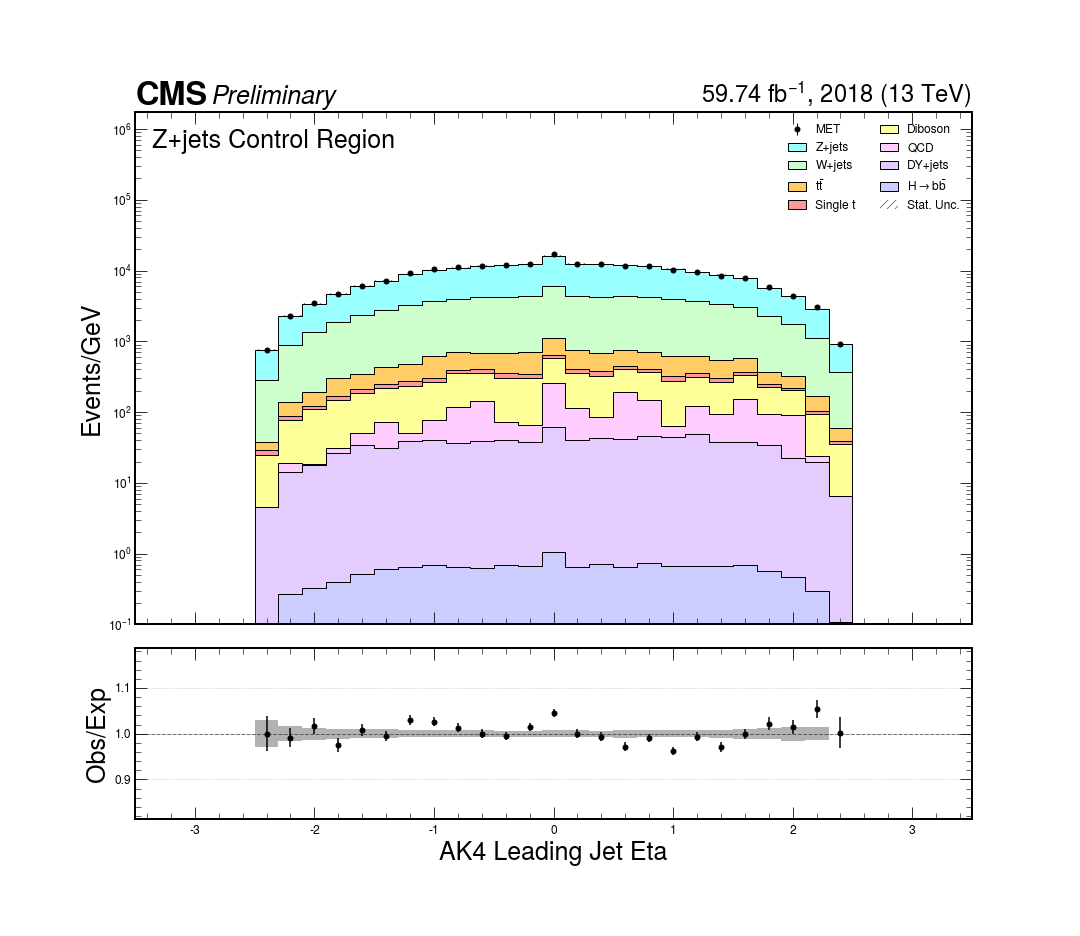 CMS Preliminary 59.74 fb⁻¹, 2018 (13 TeV)
Z+jets Control Region
MET
Z+jets
W+jets
tt̄
Single t
Diboson
QCD
DY+jets
H→bb̄
Stat. Unc.
Events/GeV
10⁶
10⁵
10⁴
10³
10²
10¹
10⁰
10⁻¹
Obs/Exp
1.1
1.0
0.9
-3 -2 -1 0 1 2 3
AK4 Leading Jet Eta